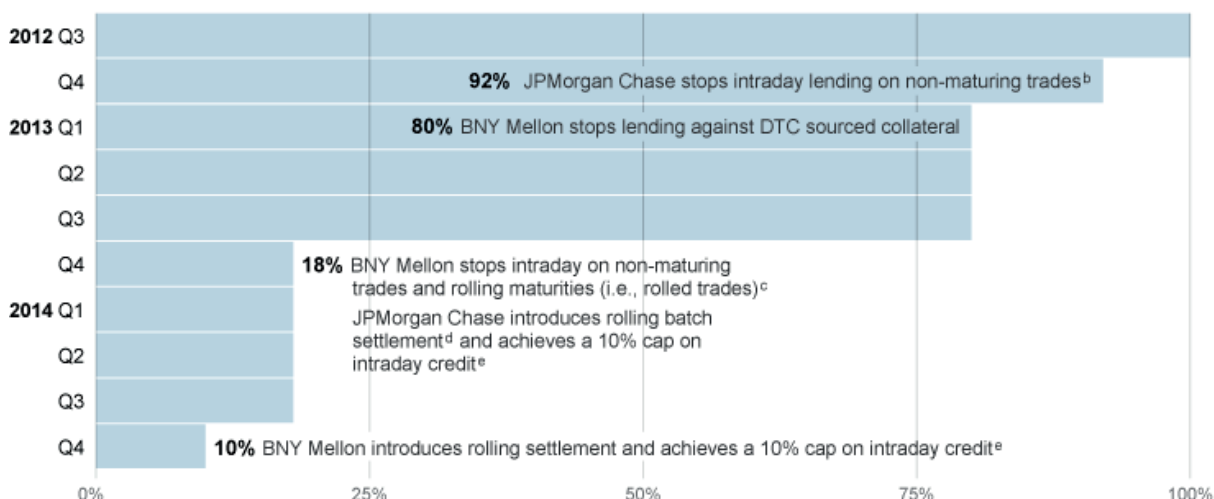 2012 Q3
Q4
92% JPMorgan Chase stops intraday lending on non-maturing trades^b
2013 Q1
80% BNY Mellon stops lending against DTC sourced collateral
Q2
Q3
Q4
18% BNY Mellon stops intraday on non-maturing
trades and rolling maturities (i.e., rolled trades)^c
2014 Q1
JPMorgan Chase introduces rolling batch
settlement^d and achieves a 10% cap on
intraday credit^e
Q2
Q3
Q4
10% BNY Mellon introduces rolling settlement and achieves a 10% cap on intraday credit^e
0% 25% 50% 75% 100%